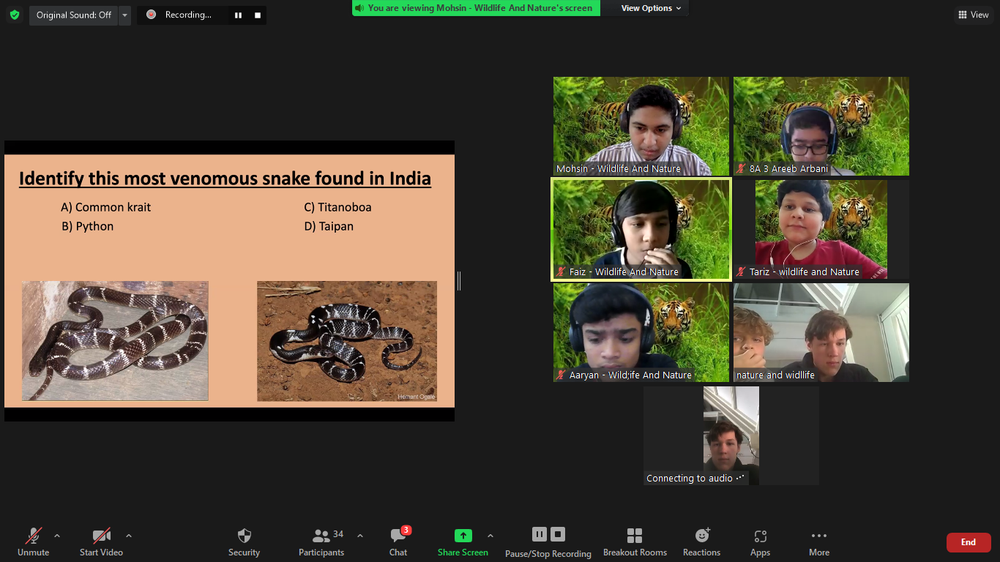 Original Sound: Off
Recording...
You are viewing Mohsin - Wildlife And Nature's screen
View Options
View
Identify this most venomous snake found in India
A) Common krait
C) Titanoboa
B) Python
D) Taipan
Hemant Ogale
Mohsin - Wildlife And Nature
8A 3 Areeb Arbani
Faiz - Wildlife And Nature
Tariz - wildlife and Nature
Aaryan - Wild;ife And Nature
nature and widllife
Connecting to audio
Unmute
Start Video
Security
34
Participants
3
Chat
Share Screen
Pause/Stop Recording
Breakout Rooms
Reactions
Apps
More
End